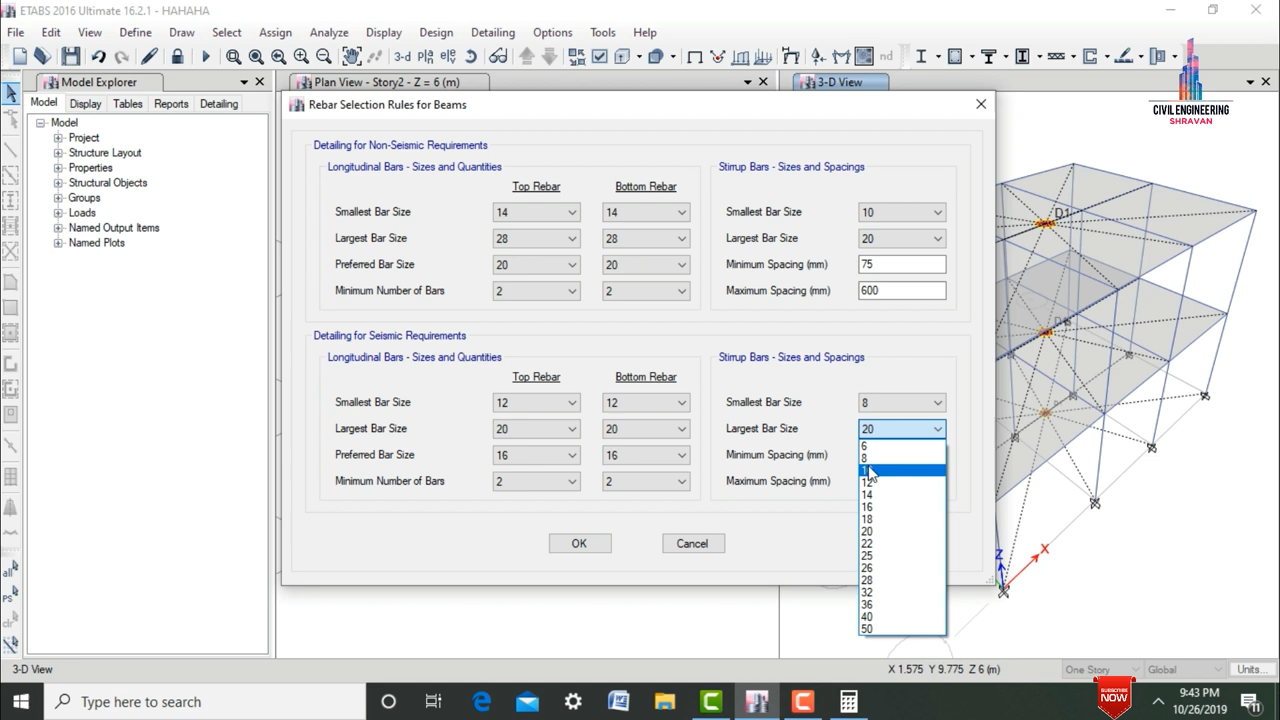 ETABS 2016 Ultimate 16.2.1 - HAHAHA
File Edit View Define Draw Select Assign Analyze Display Design Detailing Options Tools Help
3-d
nd
Model Explorer
Plan View - Story2 - Z = 6 (m)
3-D View
CIVIL ENGINEERING
SHRAVAN
Model Display Tables Reports Detailing
Model
Project
Structure Layout
Properties
Structural Objects
Groups
Loads
Named Output Items
Named Plots
Rebar Selection Rules for Beams
Detailing for Non-Seismic Requirements
Longitudinal Bars - Sizes and Quantities
Top Rebar Bottom Rebar
Smallest Bar Size 14 14
Largest Bar Size 28 28
Preferred Bar Size 20 20
Minimum Number of Bars 2 2
Stirrup Bars - Sizes and Spacings
Smallest Bar Size 10
Largest Bar Size 20
Minimum Spacing (mm) 75
Maximum Spacing (mm) 600
Detailing for Seismic Requirements
Longitudinal Bars - Sizes and Quantities
Top Rebar Bottom Rebar
Smallest Bar Size 12 12
Largest Bar Size 20 20
Preferred Bar Size 16 16
Minimum Number of Bars 2 2
Stirrup Bars - Sizes and Spacings
Smallest Bar Size 8
Largest Bar Size 20
Minimum Spacing (mm)
Maximum Spacing (mm)
6
8
12
14
16
18
20
22
25
26
28
32
36
40
50
OK Cancel
D1
Z
X
all
PS
3-D View
X 1.575 Y 9.775 Z 6 (m)
One Story
Global
Units...
Type here to search
SUBSCRIBE
NOW
9:43 PM
10/26/2019